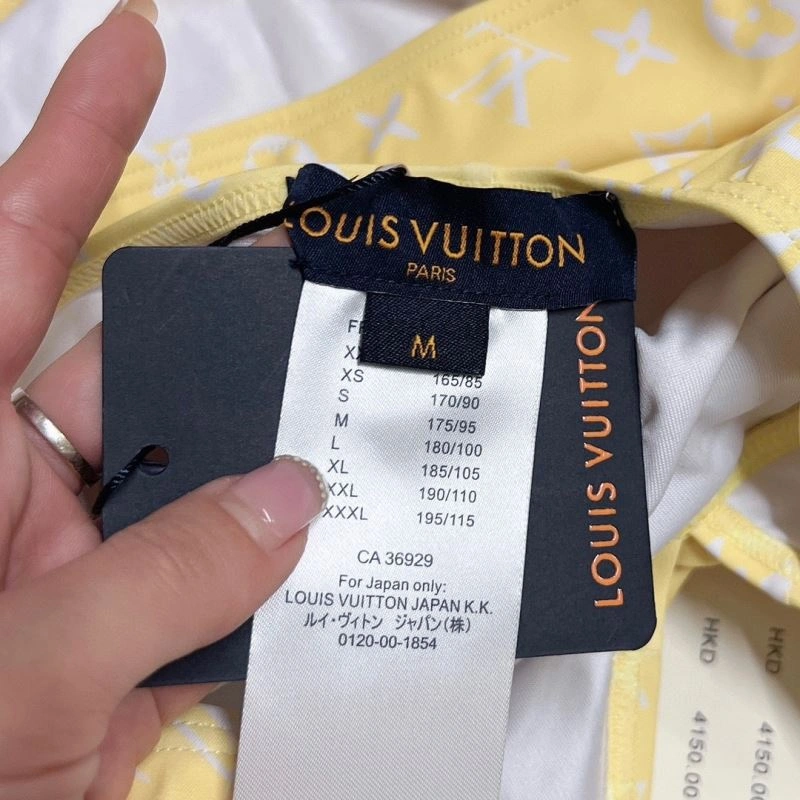 LOUIS VUITTON
PARIS
M
XS 165/85
S 170/90
M 175/95
L 180/100
XL 185/105
XXL 190/110
XXXL 195/115
CA 36929
For Japan only:
LOUIS VUITTON JAPAN K.K.
ルイ・ヴィトン ジャパン(株)
0120-00-1854
LOUIS VUITTON
HKD 4150.00
HKD 4150.00